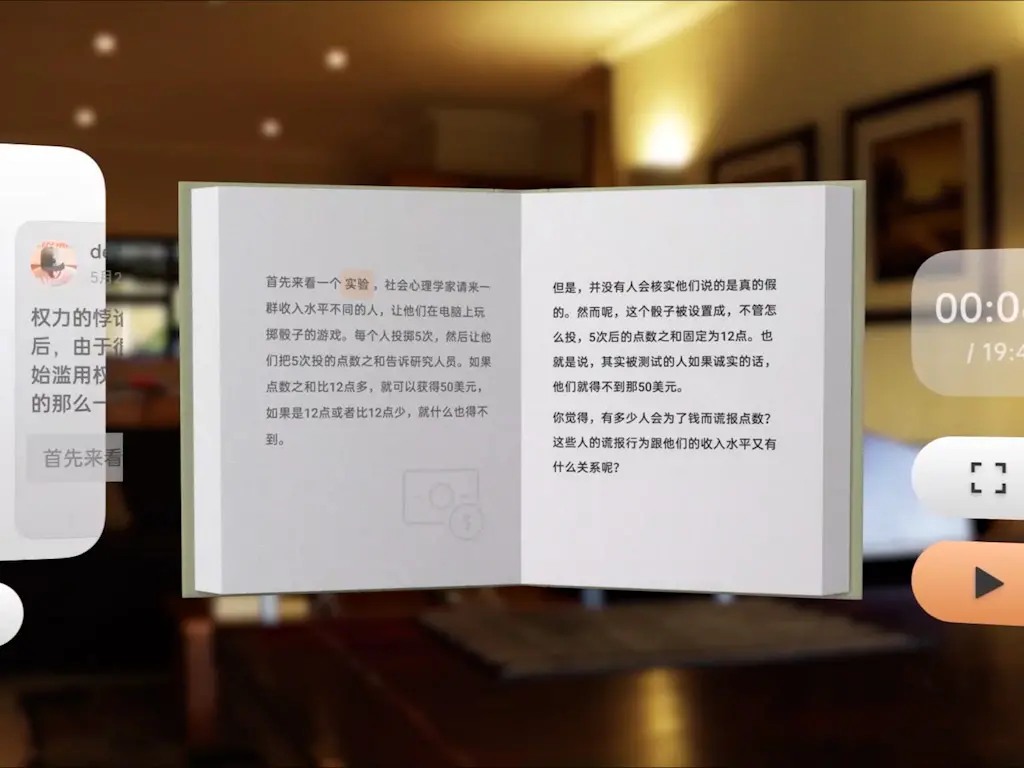 de
5月2
权力的悖论
后，由于很
始滥用权
的那么一
首先来看
首先来看一个实验，社会心理学家请来一
群收入水平不同的人，让他们在电脑上玩
掷骰子的游戏。每个人投掷5次，然后让他
们把5次投的点数之和告诉研究人员。如果
点数之和比12点多，就可以获得50美元，
如果是12点或者比12点少，就什么也得不
到。
但是，并没有人会核实他们说的是真的假
的。然而呢，这个骰子被设置成，不管怎
么投，5次后的点数之和固定为12点。也
就是说，其实被测试的人如果诚实的话，
他们就得不到那50美元。
你觉得，有多少人会为了钱而谎报点数？
这些人的谎报行为跟他们的收入水平又有
什么关系呢？
00:0
/ 19:4